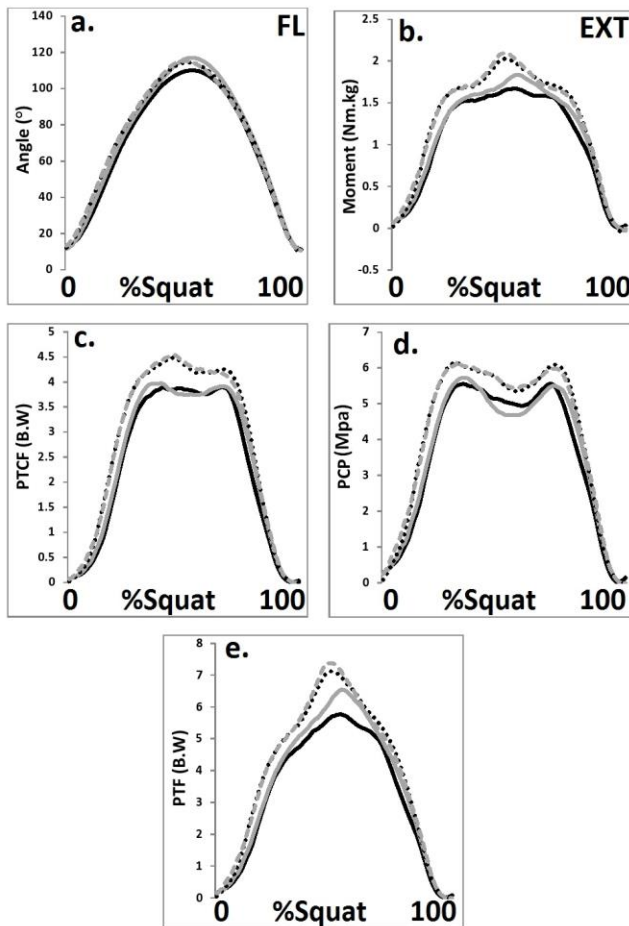 a.
FL
140
120
100
80
60
40
20
0
Angle (°)
0 %Squat 100
b.
EXT
2.5
2
1.5
1
0.5
0
-0.5
Moment (Nm.kg)
0 %Squat 100
c.
5
4.5
4
3.5
3
2.5
2
1.5
1
0.5
0
PTCF (B.W)
0 %Squat 100
d.
7
6
5
4
3
2
1
0
PCP (Mpa)
0 %Squat 100
e.
8
7
6
5
4
3
2
1
0
PTF (B.W)
0 %Squat 100